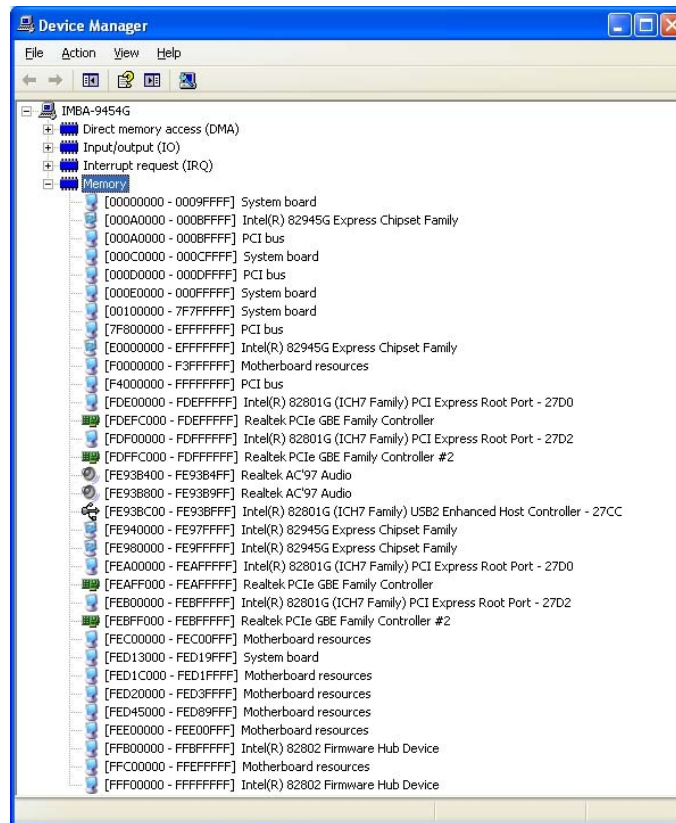 Device Manager
File Action View Help
IMBA-9454G
Direct memory access (DMA)
Input/output (IO)
Interrupt request (IRQ)
Memory
[00000000 - 0009FFFF] System board
[000A0000 - 000BFFFF] Intel(R) 82945G Express Chipset Family
[000A0000 - 000BFFFF] PCI bus
[000C0000 - 000CFFFF] System board
[000D0000 - 000DFFFF] PCI bus
[000E0000 - 000FFFFF] System board
[00100000 - 7F7FFFFF] System board
[7F800000 - EFFFFFFF] PCI bus
[E0000000 - EFFFFFFF] Intel(R) 82945G Express Chipset Family
[F0000000 - F3FFFFFF] Motherboard resources
[F4000000 - FFFFFFFF] PCI bus
[FDE00000 - FDEFFFFF] Intel(R) 82801G (ICH7 Family) PCI Express Root Port - 27D0
[FDEFC000 - FDEFFFFF] Realtek PCIe GBE Family Controller
[FDF00000 - FDFFFFFF] Intel(R) 82801G (ICH7 Family) PCI Express Root Port - 27D2
[FDFFC000 - FDFFFFFF] Realtek PCIe GBE Family Controller #2
[FE93B400 - FE93B4FF] Realtek AC'97 Audio
[FE93B800 - FE93B9FF] Realtek AC'97 Audio
[FE93BC00 - FE93BFFF] Intel(R) 82801G (ICH7 Family) USB2 Enhanced Host Controller - 27CC
[FE940000 - FE97FFFF] Intel(R) 82945G Express Chipset Family
[FE980000 - FE9FFFFF] Intel(R) 82945G Express Chipset Family
[FEA00000 - FEAFFFFF] Intel(R) 82801G (ICH7 Family) PCI Express Root Port - 27D0
[FEAFF000 - FEAFFFFF] Realtek PCIe GBE Family Controller
[FEB00000 - FEBFFFFF] Intel(R) 82801G (ICH7 Family) PCI Express Root Port - 27D2
[FEBFF000 - FEBFFFFF] Realtek PCIe GBE Family Controller #2
[FEC00000 - FEC00FFF] Motherboard resources
[FED13000 - FED19FFF] System board
[FED1C000 - FED1FFFF] Motherboard resources
[FED20000 - FED3FFFF] Motherboard resources
[FED45000 - FED89FFF] Motherboard resources
[FEE00000 - FEE00FFF] Motherboard resources
[FFB00000 - FFBFFFFF] Intel(R) 82802 Firmware Hub Device
[FFC00000 - FFEFFFFF] Motherboard resources
[FFF00000 - FFFFFFFF] Intel(R) 82802 Firmware Hub Device